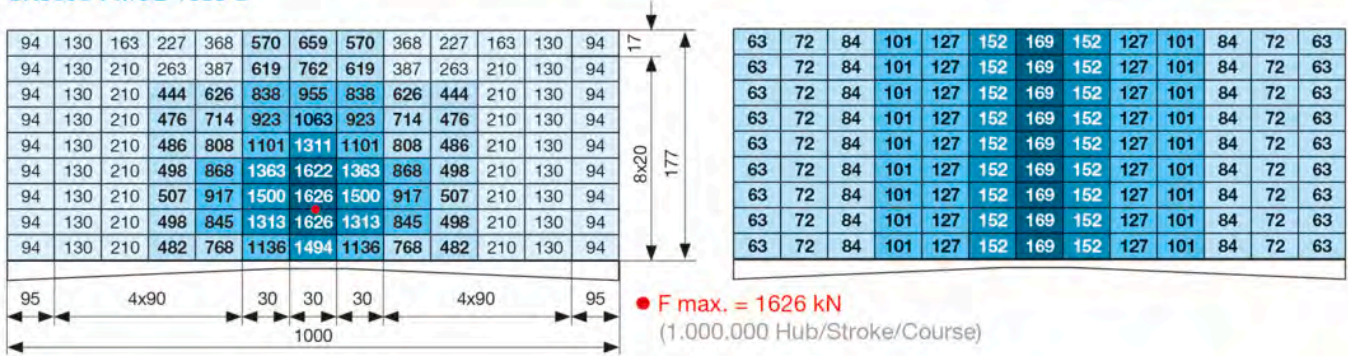 94 130 163 227 368 570 659 570 368 227 163 130 94 17 63 72 84 101 127 152 169 152 127 101 84 72 63
94 130 210 263 387 619 762 619 387 263 210 130 94 63 72 84 101 127 152 169 152 127 101 84 72 63
94 130 210 444 626 838 955 838 626 444 210 130 94 63 72 84 101 127 152 169 152 127 101 84 72 63
94 130 210 476 714 923 1063 923 714 476 210 130 94 63 72 84 101 127 152 169 152 127 101 84 72 63
94 130 210 486 808 1101 1311 1101 808 486 210 130 94 8x20 177 63 72 84 101 127 152 169 152 127 101 84 72 63
94 130 210 498 868 1363 1622 1363 868 498 210 130 94 63 72 84 101 127 152 169 152 127 101 84 72 63
94 130 210 507 917 1500 1626 1500 917 507 210 130 94 63 72 84 101 127 152 169 152 127 101 84 72 63
94 130 210 498 845 1313 1626 1313 845 498 210 130 94 63 72 84 101 127 152 169 152 127 101 84 72 63
94 130 210 482 768 1136 1494 1136 768 482 210 130 94 63 72 84 101 127 152 169 152 127 101 84 72 63
95 4x90 30 30 30 4x90 95
1000
F max. = 1626 kN
(1.000.000 Hub/Stroke/Course)